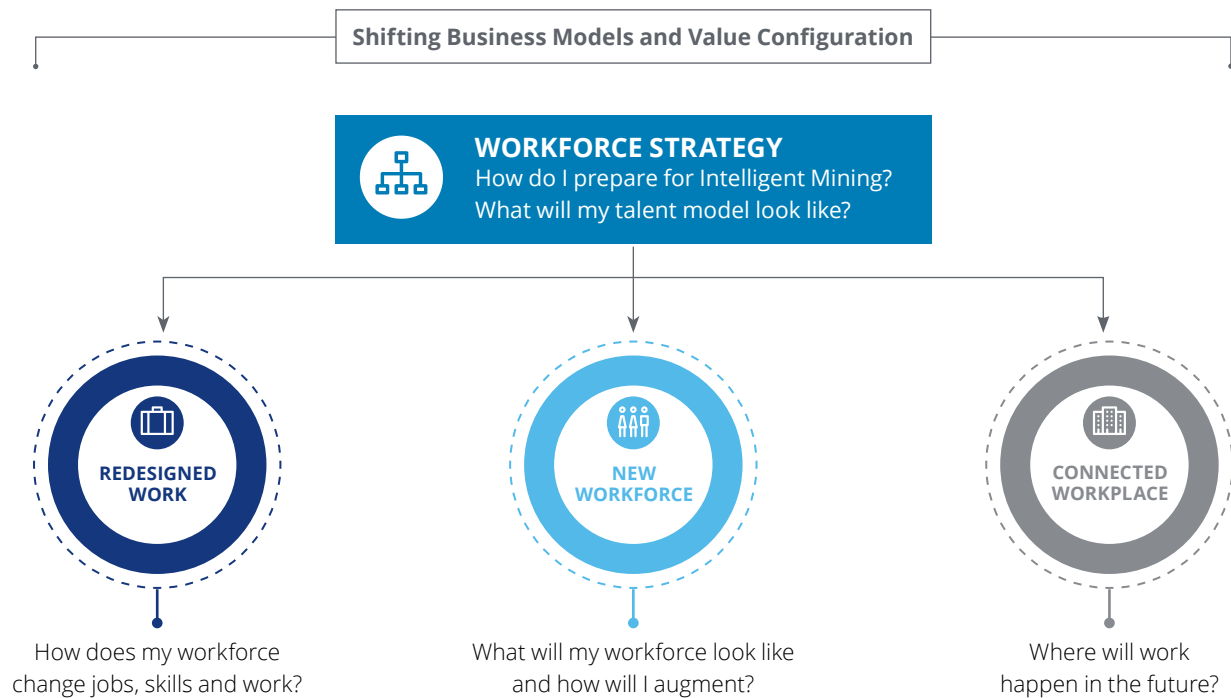 Shifting Business Models and Value Configuration
WORKFORCE STRATEGY
How do I prepare for Intelligent Mining?
What will my talent model look like?
REDESIGNED
WORK
How does my workforce
change jobs, skills and work?
NEW
WORKFORCE
What will my workforce look like
and how will I augment?
CONNECTED
WORKPLACE
Where will work
happen in the future?